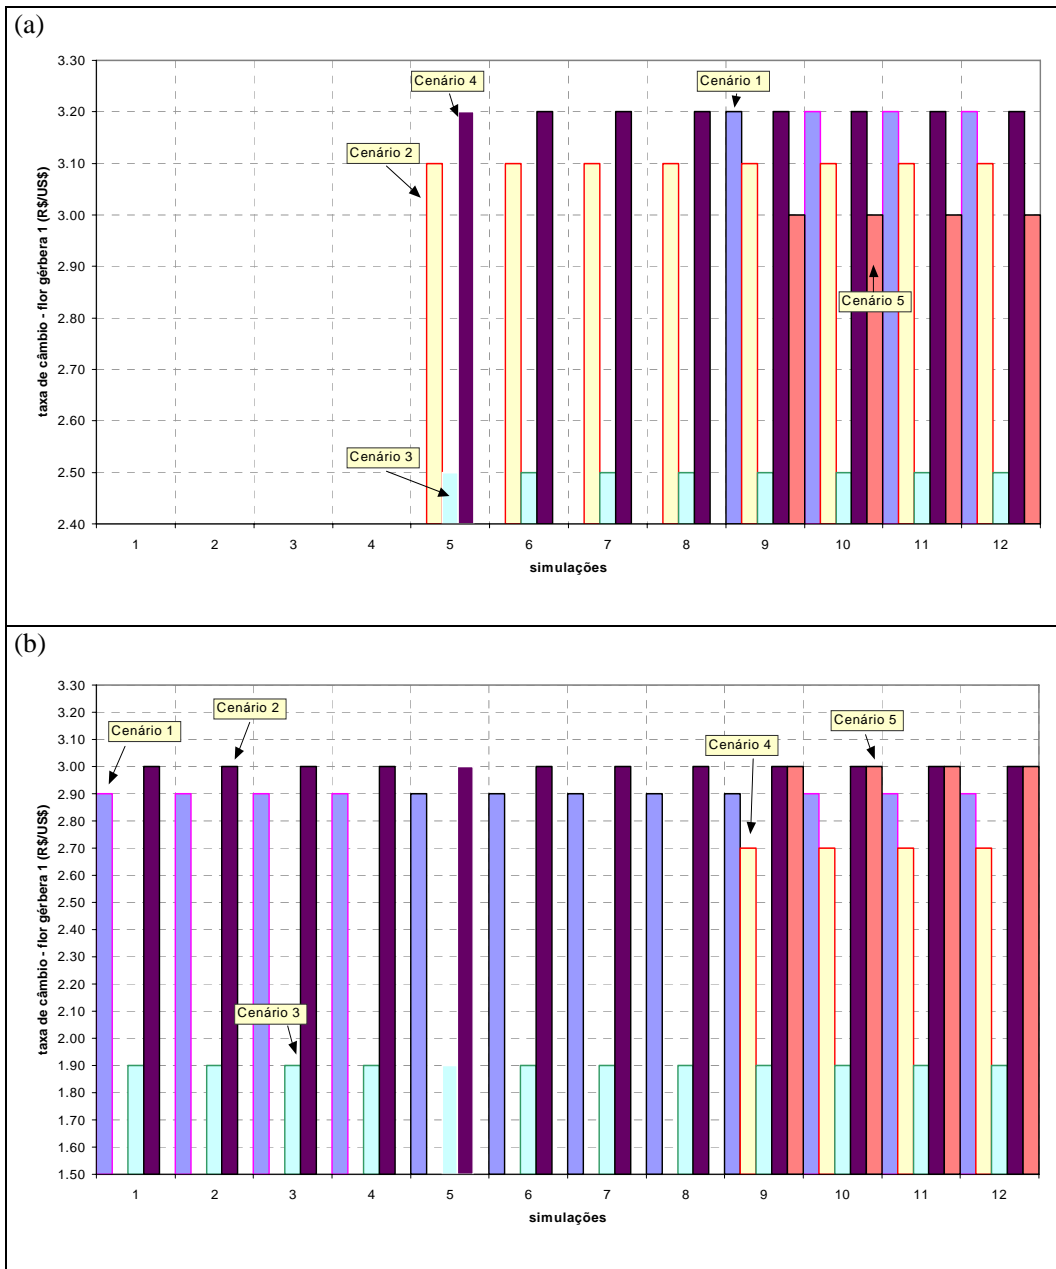 (a)
3.30
Cenário 4
Cenário 1
3.20
Cenário 2
3.10
3.00
2.90
Cenário 5
2.80
2.70
2.60
Cenário 3
2.50
2.40
taxa de câmbio - flor gérbera 1 (R$/US$)
1 2 3 4 5 6 7 8 9 10 11 12
simulações
(b)
3.30
3.20
Cenário 2
Cenário 1
Cenário 5
3.10
Cenário 4
3.00
2.90
2.80
2.70
2.60
2.50
2.40
2.30
2.20
2.10
Cenário 3
2.00
1.90
1.80
1.70
1.60
1.50
taxa de câmbio - flor gérbera 1 (R$/US$)
1 2 3 4 5 6 7 8 9 10 11 12
simulações